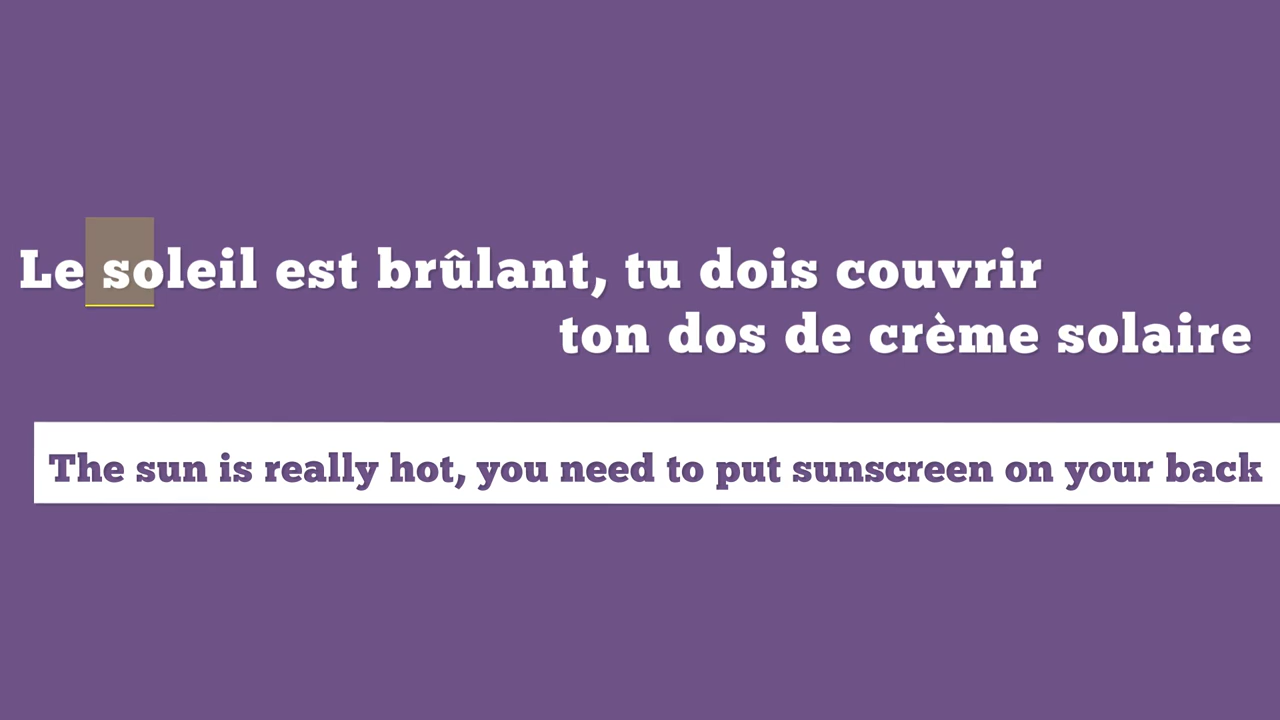 Le soleil est brûlant, tu dois couvrir
ton dos de crème solaire
The sun is really hot, you need to put sunscreen on your back